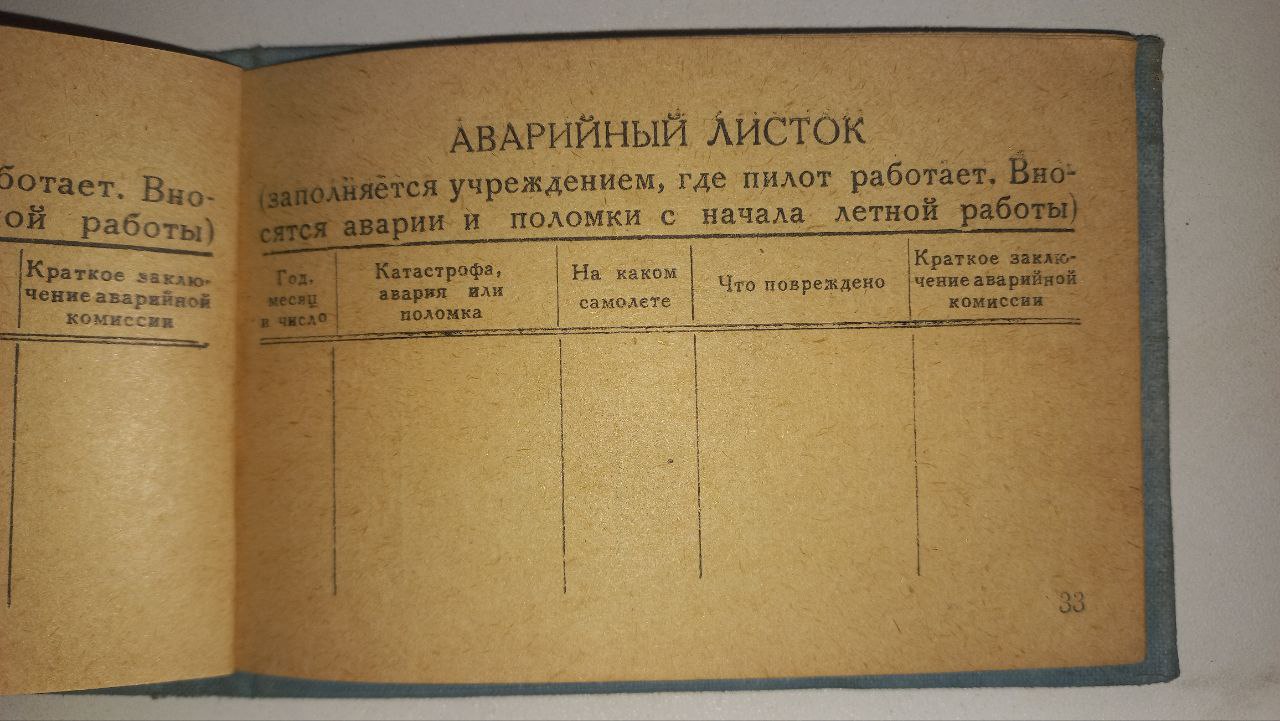 ботает. Вно-
ой работы)
Краткое заклю-
чение аварийной
комиссии
АВАРИЙНЫЙ ЛИСТОК
(заполняется учреждением, где пилот работает. Вно-
сятся аварии и поломки с начала летной работы)
Год,
месяц
и число
Катастрофа,
авария или
поломка
На каком
самолете
Что повреждено
Краткое заклю-
чение аварийной
комиссии
33